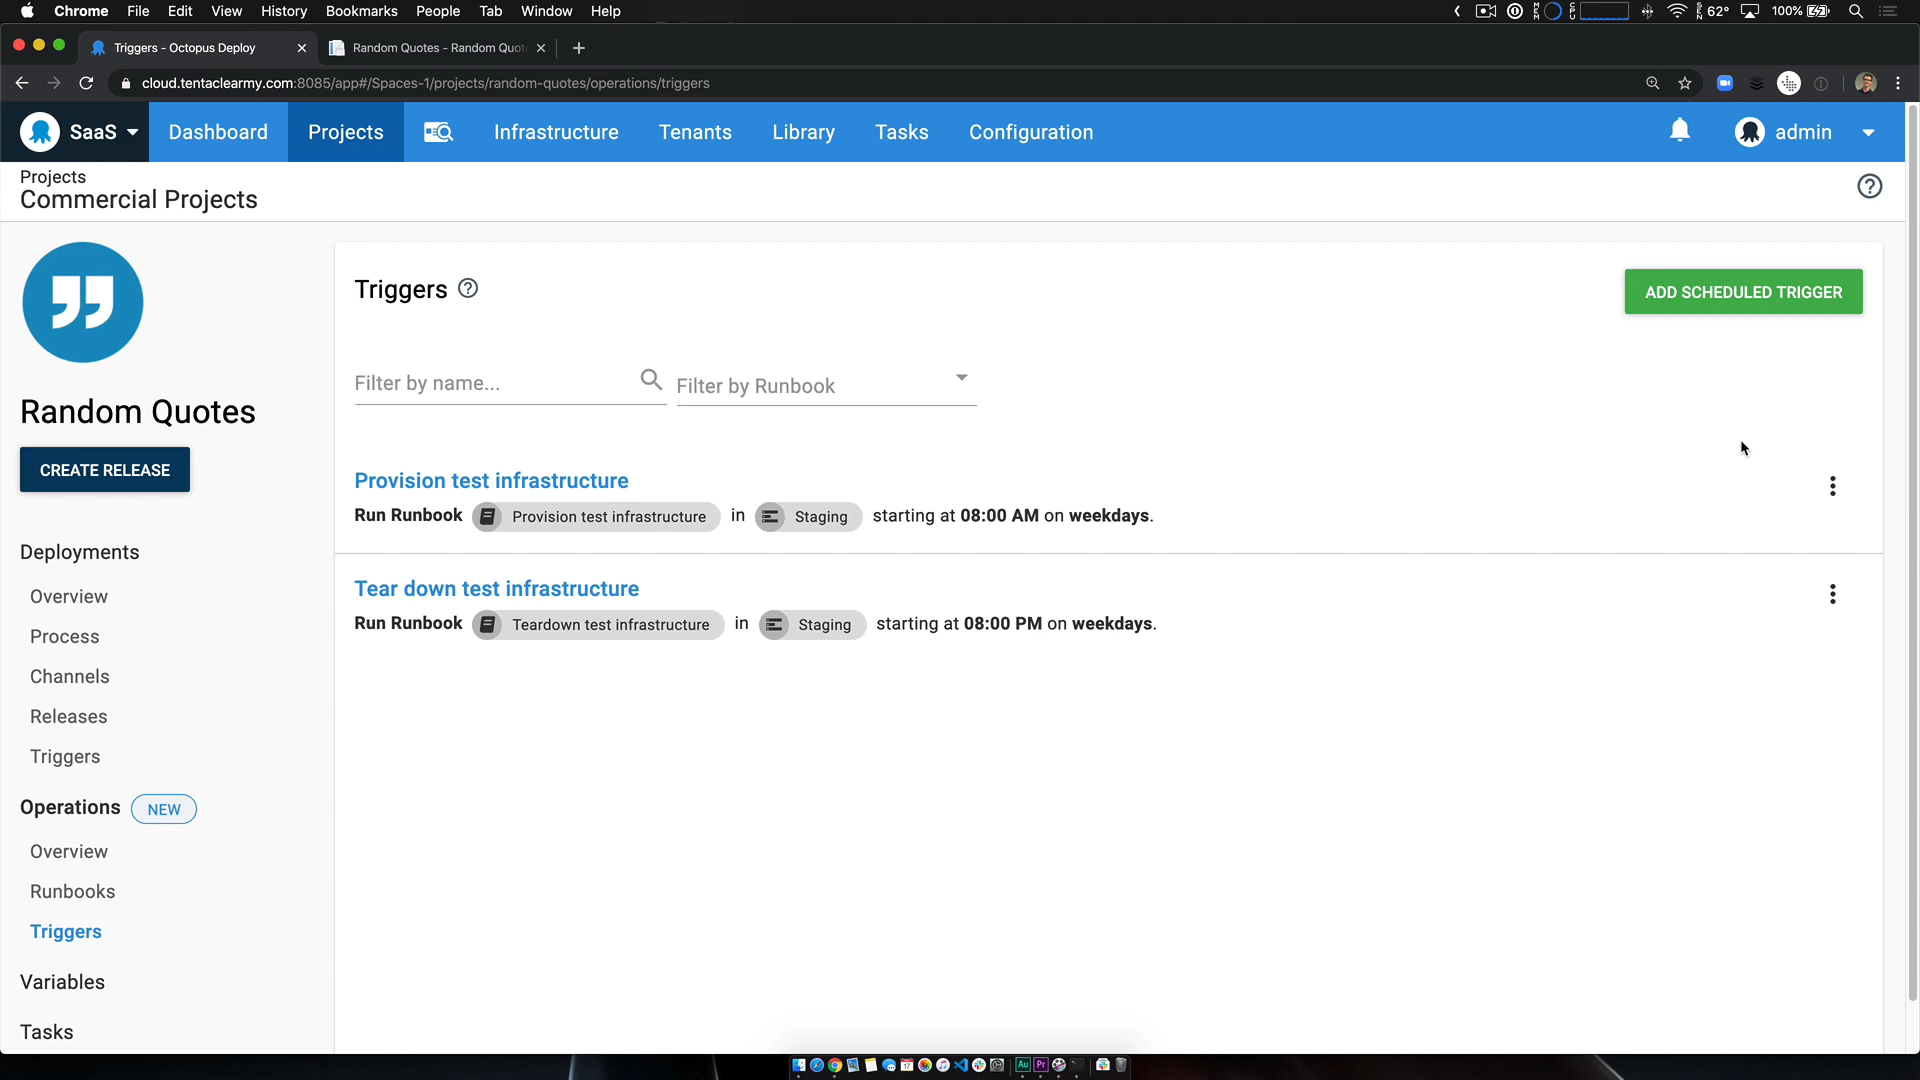 Chrome File Edit View History Bookmarks People Tab Window Help
62° 100%
Triggers - Octopus Deploy
Random Quotes - Random Quot
cloud.tentaclearmy.com:8085/app#/Spaces-1/projects/random-quotes/operations/triggers
SaaS Dashboard Projects Infrastructure Tenants Library Tasks Configuration admin
Projects
Commercial Projects
Triggers
ADD SCHEDULED TRIGGER
Filter by name...
Filter by Runbook
Random Quotes
CREATE RELEASE
Provision test infrastructure
Run Runbook Provision test infrastructure in Staging starting at 08:00 AM on weekdays.
Tear down test infrastructure
Run Runbook Teardown test infrastructure in Staging starting at 08:00 PM on weekdays.
Deployments
Overview
Process
Channels
Releases
Triggers
Operations NEW
Overview
Runbooks
Triggers
Variables
Tasks
Au Pr